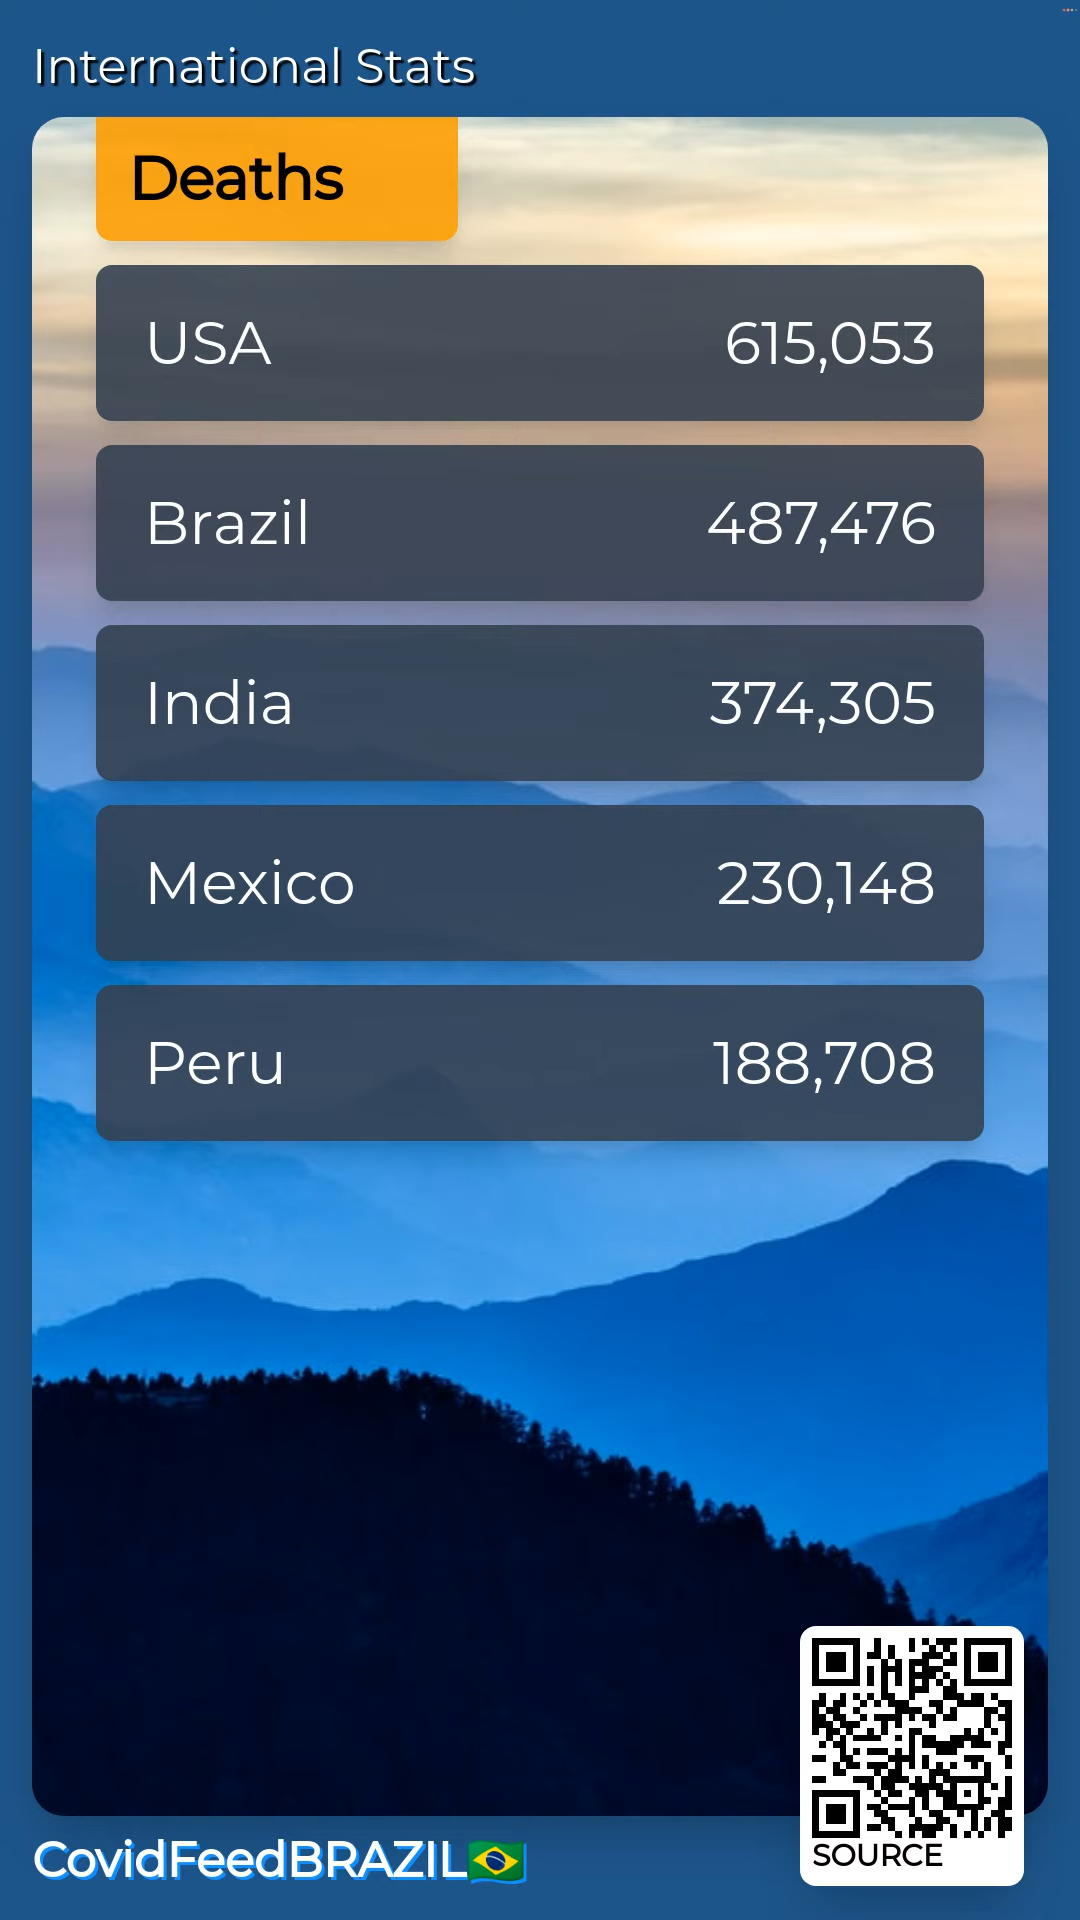 International Stats
Deaths
USA 615,053
Brazil 487,476
India 374,305
Mexico 230,148
Peru 188,708
CovidFeedBRAZIL🇧🇷
SOURCE